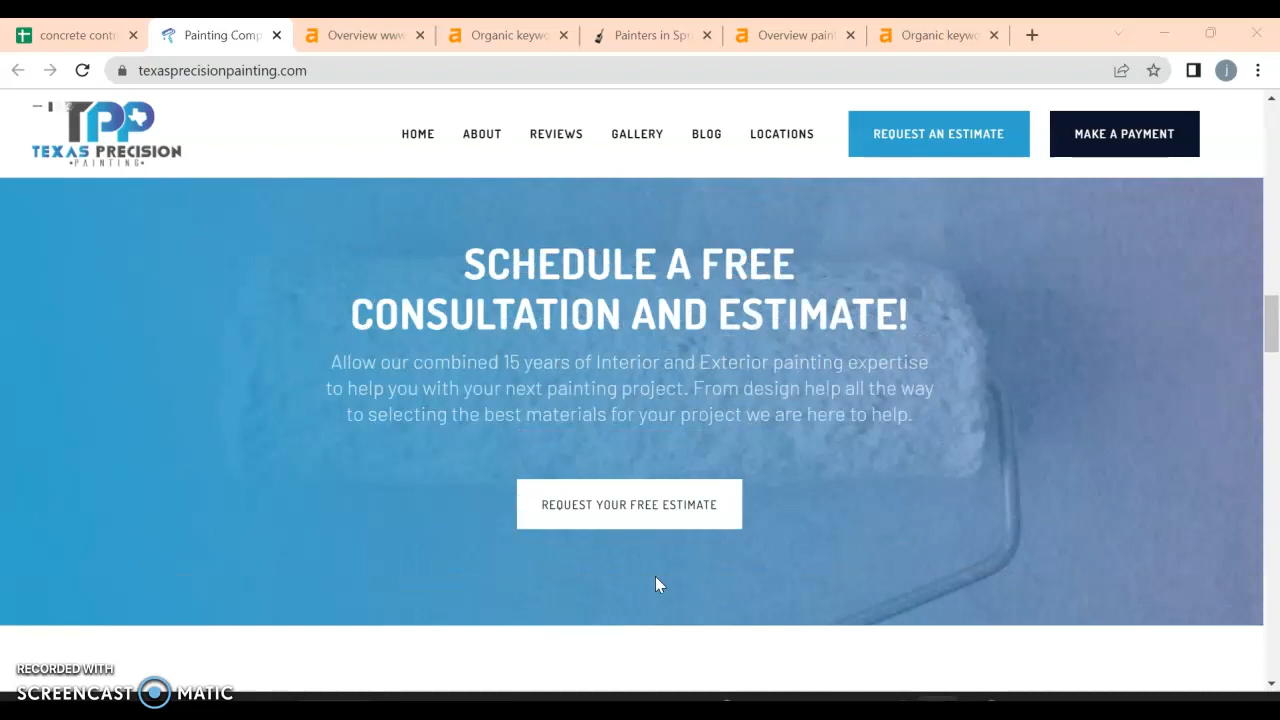 concrete contr
Painting Comp
Overview www
Organic keywo
Painters in Spr
Overview pain
Organic keywo
texasprecisionpainting.com
j
TPP
TEXAS PRECISION
PAINTING
HOME
ABOUT
REVIEWS
GALLERY
BLOG
LOCATIONS
REQUEST AN ESTIMATE
MAKE A PAYMENT
SCHEDULE A FREE
CONSULTATION AND ESTIMATE!
Allow our combined 15 years of Interior and Exterior painting expertise
to help you with your next painting project. From design help all the way
to selecting the best materials for your project we are here to help.
REQUEST YOUR FREE ESTIMATE
RECORDED WITH
SCREENCAST MATIC